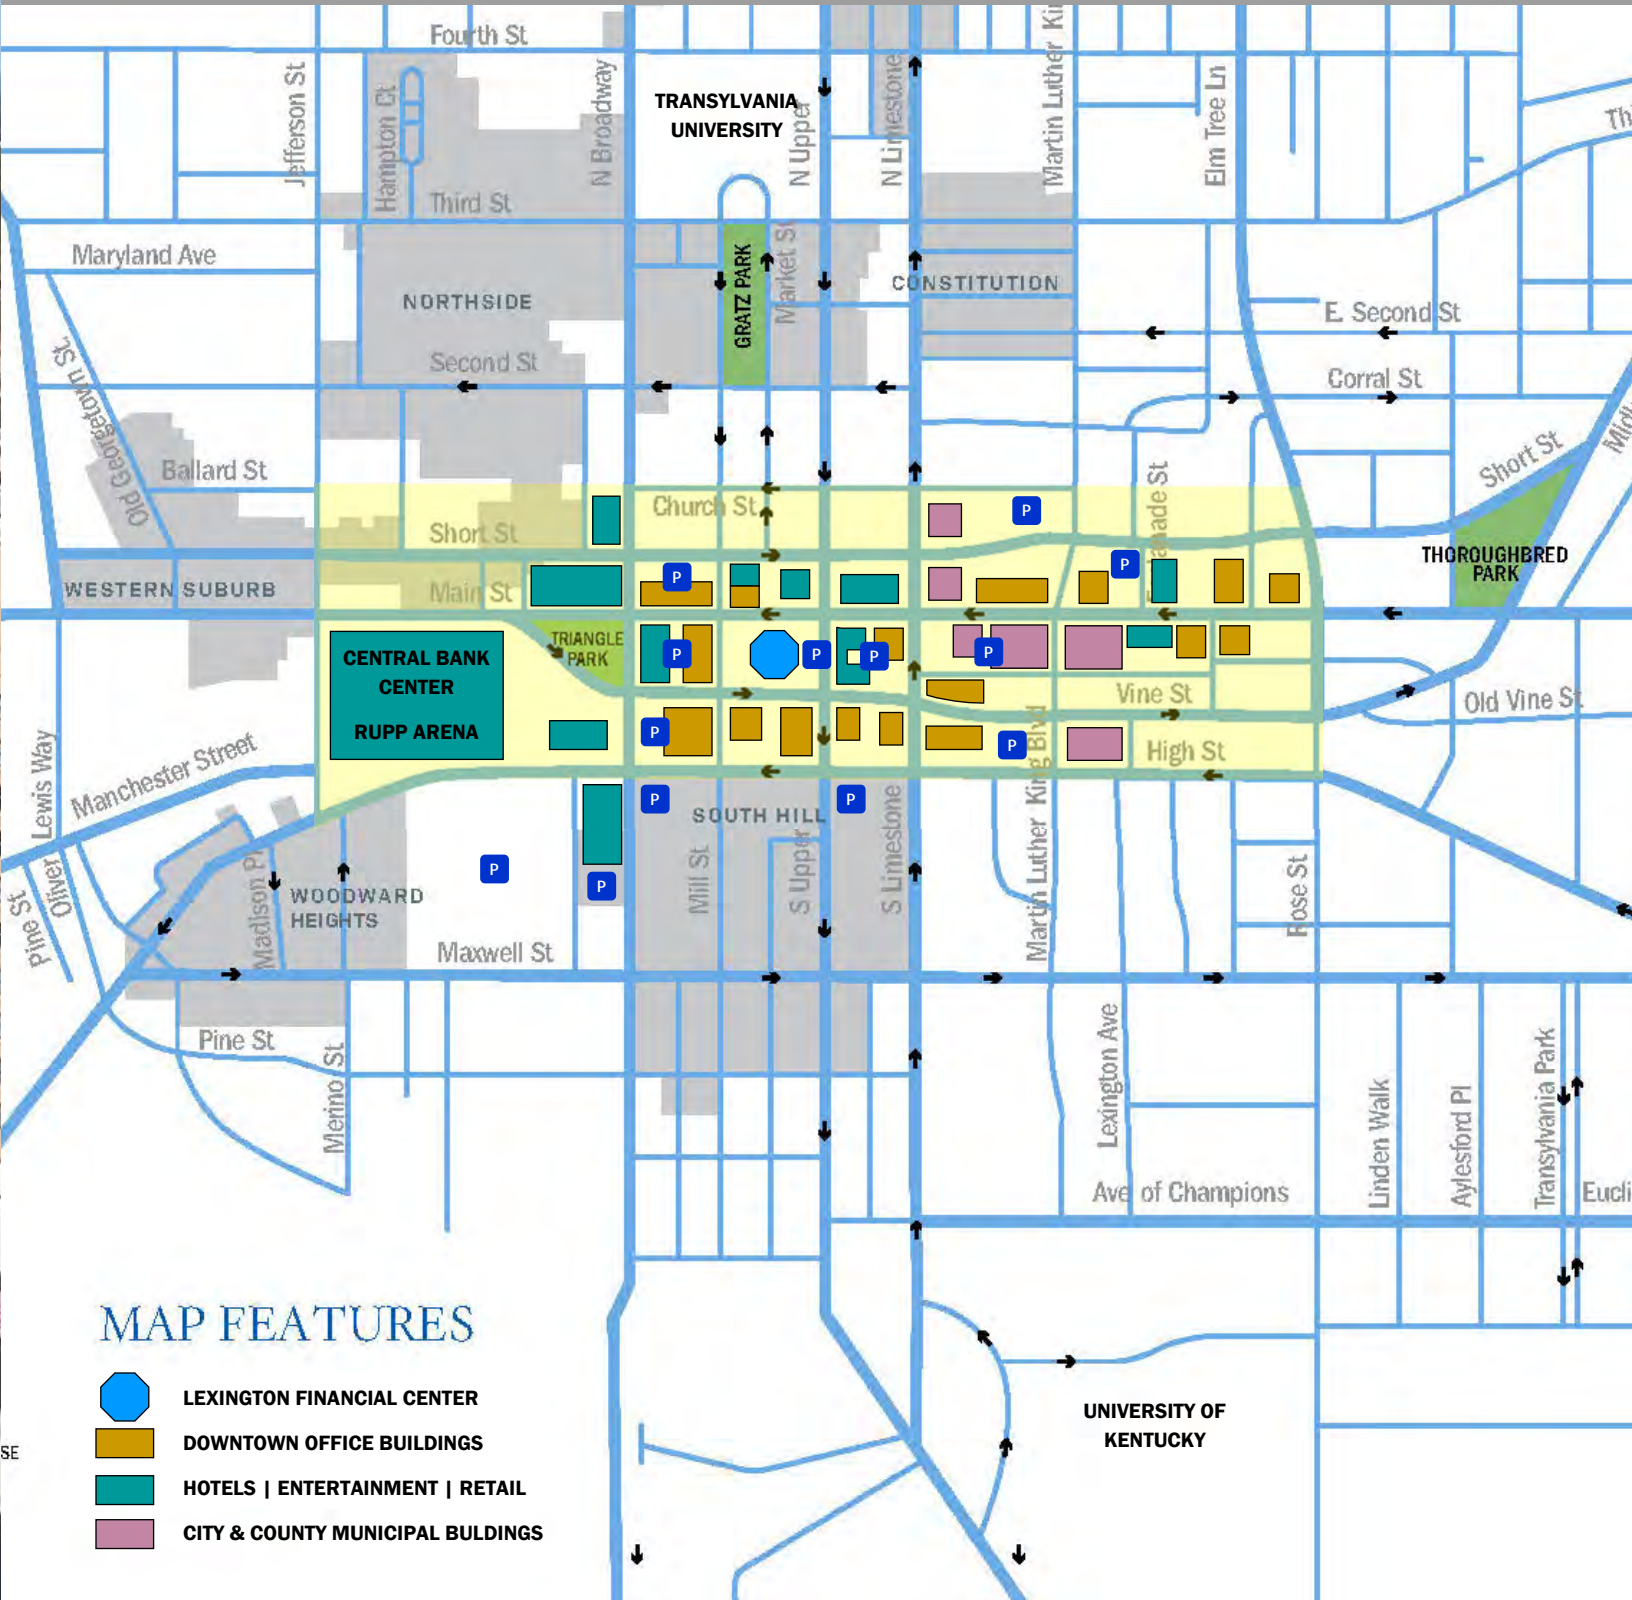 Fourth St
Jefferson St
Hampton Ct
N Broadway
TRANSYLVANIA
UNIVERSITY
N Upper
N Limestone
Martin Luther Kin
Elm Tree Ln
Th
Third St
Maryland Ave
NORTHSIDE
GRATZ PARK
Market St
CONSTITUTION
E. Second St
Second St
Corral St
Old Georgetown St.
Ballard St
Short St
Midl
Church St
P
Short St
P
THOROUGHBRED
PARK
WESTERN SUBURB
Main St
P
CENTRAL BANK
CENTER
RUPP ARENA
TRIANGLE
PARK
P
P
P
P
Vine St
Old Vine St
P
P
High St
Lewis Way
Manchester Street
P
SOUTH HILL
P
Martin Luther King Blvd
Mill St
S Upper
S Limestone
Rose St
P
P
Pine St
Oliver
Madison Pl
WOODWARD
HEIGHTS
Maxwell St
Pine St
Merino St
Lexington Ave
Linden Walk
Aylesford Pl
Transylvania Park
Ave of Champions
Eucli
MAP FEATURES
LEXINGTON FINANCIAL CENTER
UNIVERSITY OF
KENTUCKY
DOWNTOWN OFFICE BUILDINGS
SE
HOTELS | ENTERTAINMENT | RETAIL
CITY & COUNTY MUNICIPAL BULDINGS